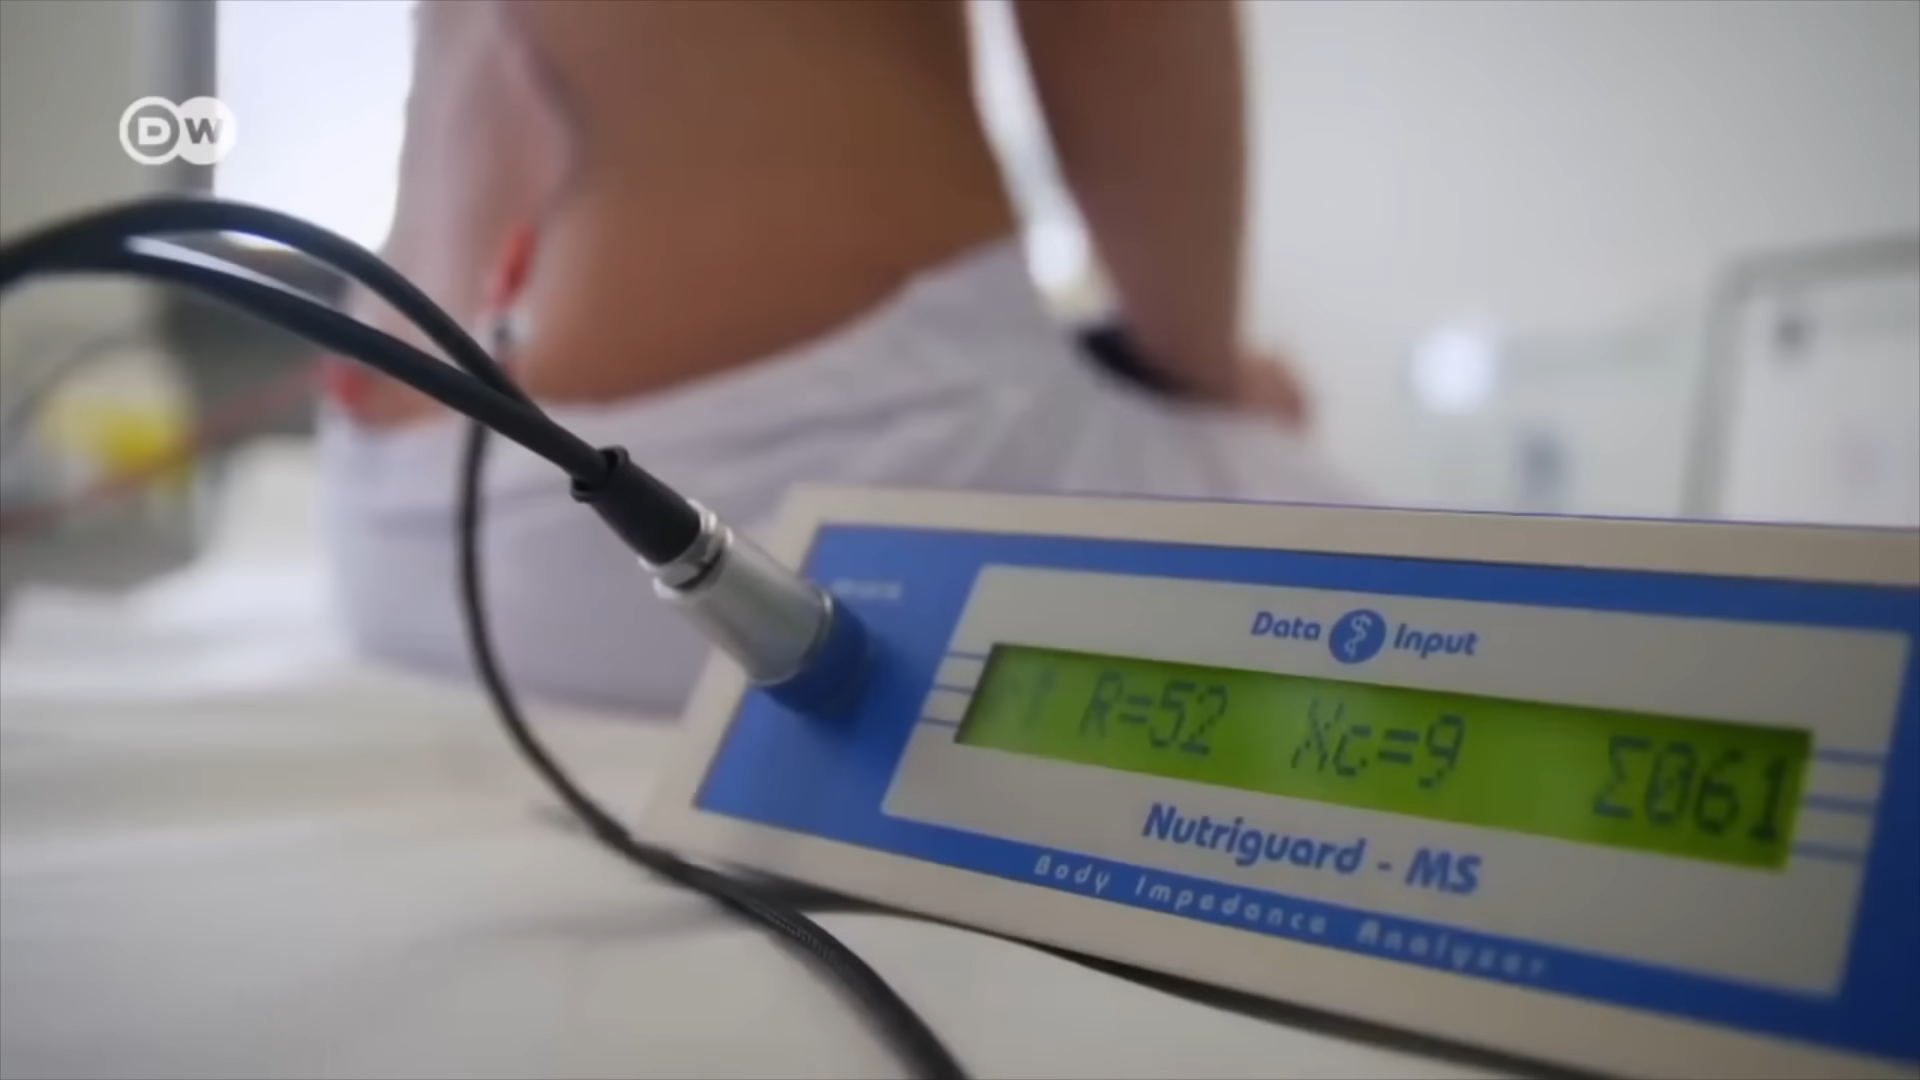 DW
Data Input
R=52 Xc=9 Σ061
Nutriguard - MS
Body Impedance Analyzer